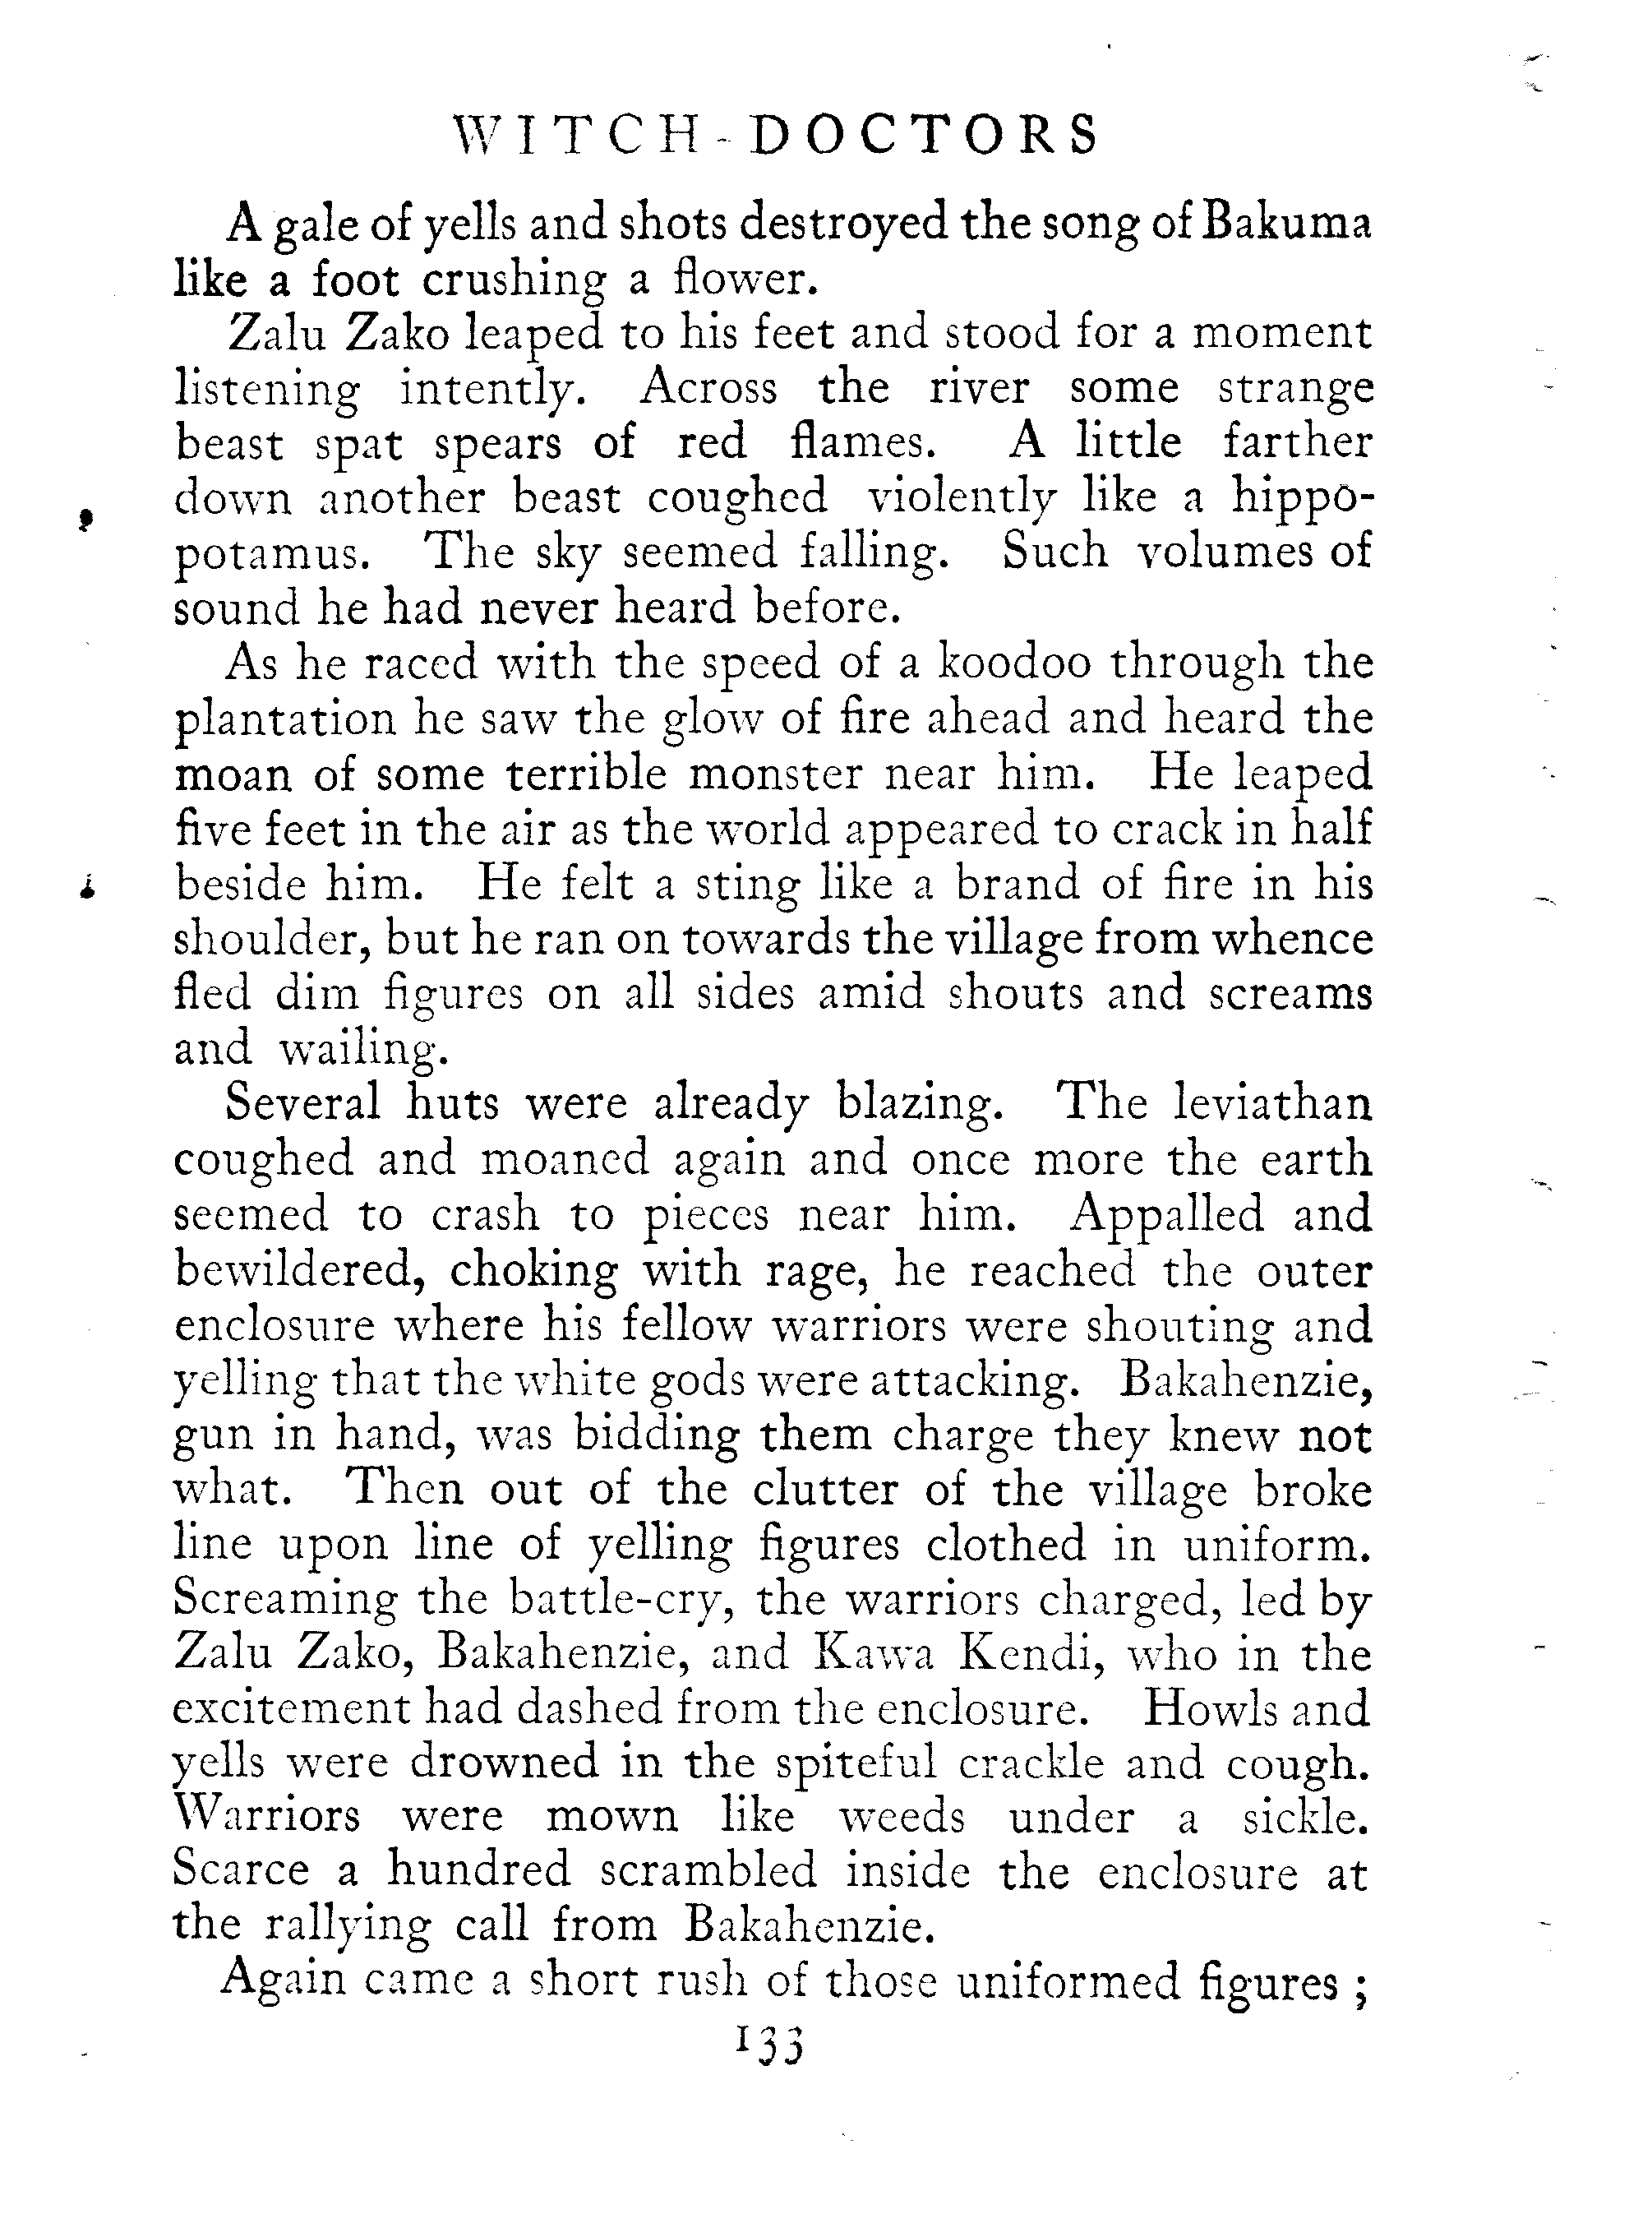 WITCH-DOCTORS
A gale of yells and shots destroyed the song of Bakuma
like a foot crushing a flower.
Zalu Zako leaped to his feet and stood for a moment
listening intently. Across the river some strange
beast spat spears of red flames. A little farther
down another beast coughed violently like a hippo-
potamus. The sky seemed falling. Such volumes of
sound he had never heard before.
As he raced with the speed of a koodoo through the
plantation he saw the glow of fire ahead and heard the
moan of some terrible monster near him. He leaped
five feet in the air as the world appeared to crack in half
beside him. He felt a sting like a brand of fire in his
shoulder, but he ran on towards the village from whence
fled dim figures on all sides amid shouts and screams
and wailing.
Several huts were already blazing. The leviathan
coughed and moaned again and once more the earth
seemed to crash to pieces near him. Appalled and
bewildered, choking with rage, he reached the outer
enclosure where his fellow warriors were shouting and
yelling that the white gods were attacking. Bakahenzie,
gun in hand, was bidding them charge they knew not
what. Then out of the clutter of the village broke
line upon line of yelling figures clothed in uniform.
Screaming the battle-cry, the warriors charged, led by
Zalu Zako, Bakahenzie, and Kawa Kendi, who in the
excitement had dashed from the enclosure. Howls and
yells were drowned in the spiteful crackle and cough.
Warriors were mown like weeds under a sickle.
Scarce a hundred scrambled inside the enclosure at
the rallying call from Bakahenzie.
Again came a short rush of those uniformed figures ;
133